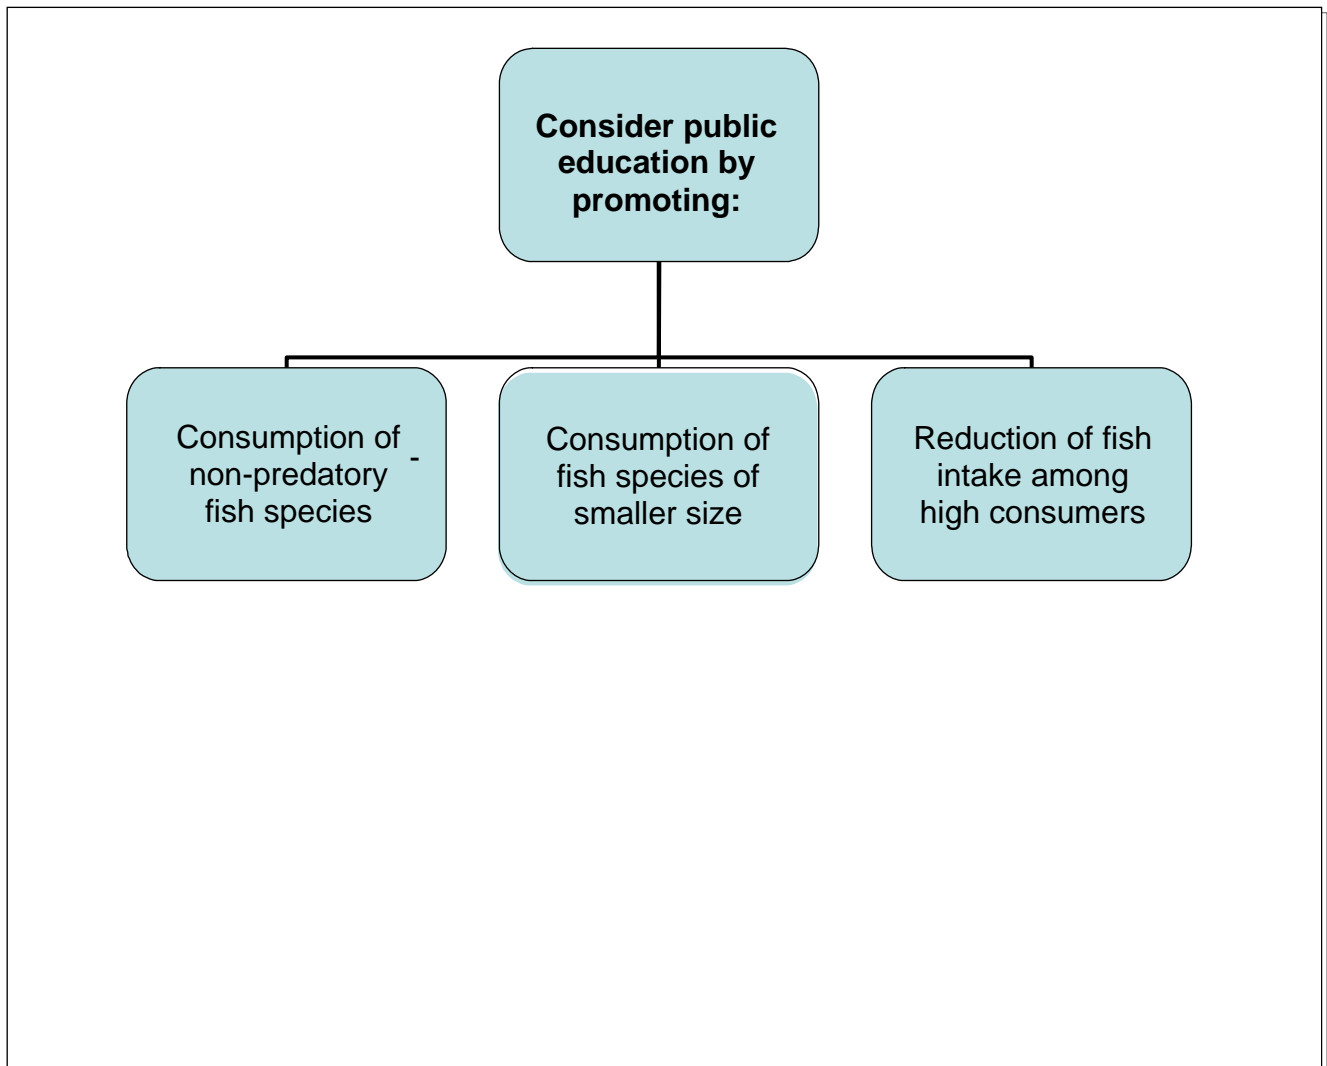 Consider public
education by
promoting:
Consumption of
non-predatory -
fish species
Consumption of
fish species of
smaller size
Reduction of fish
intake among
high consumers